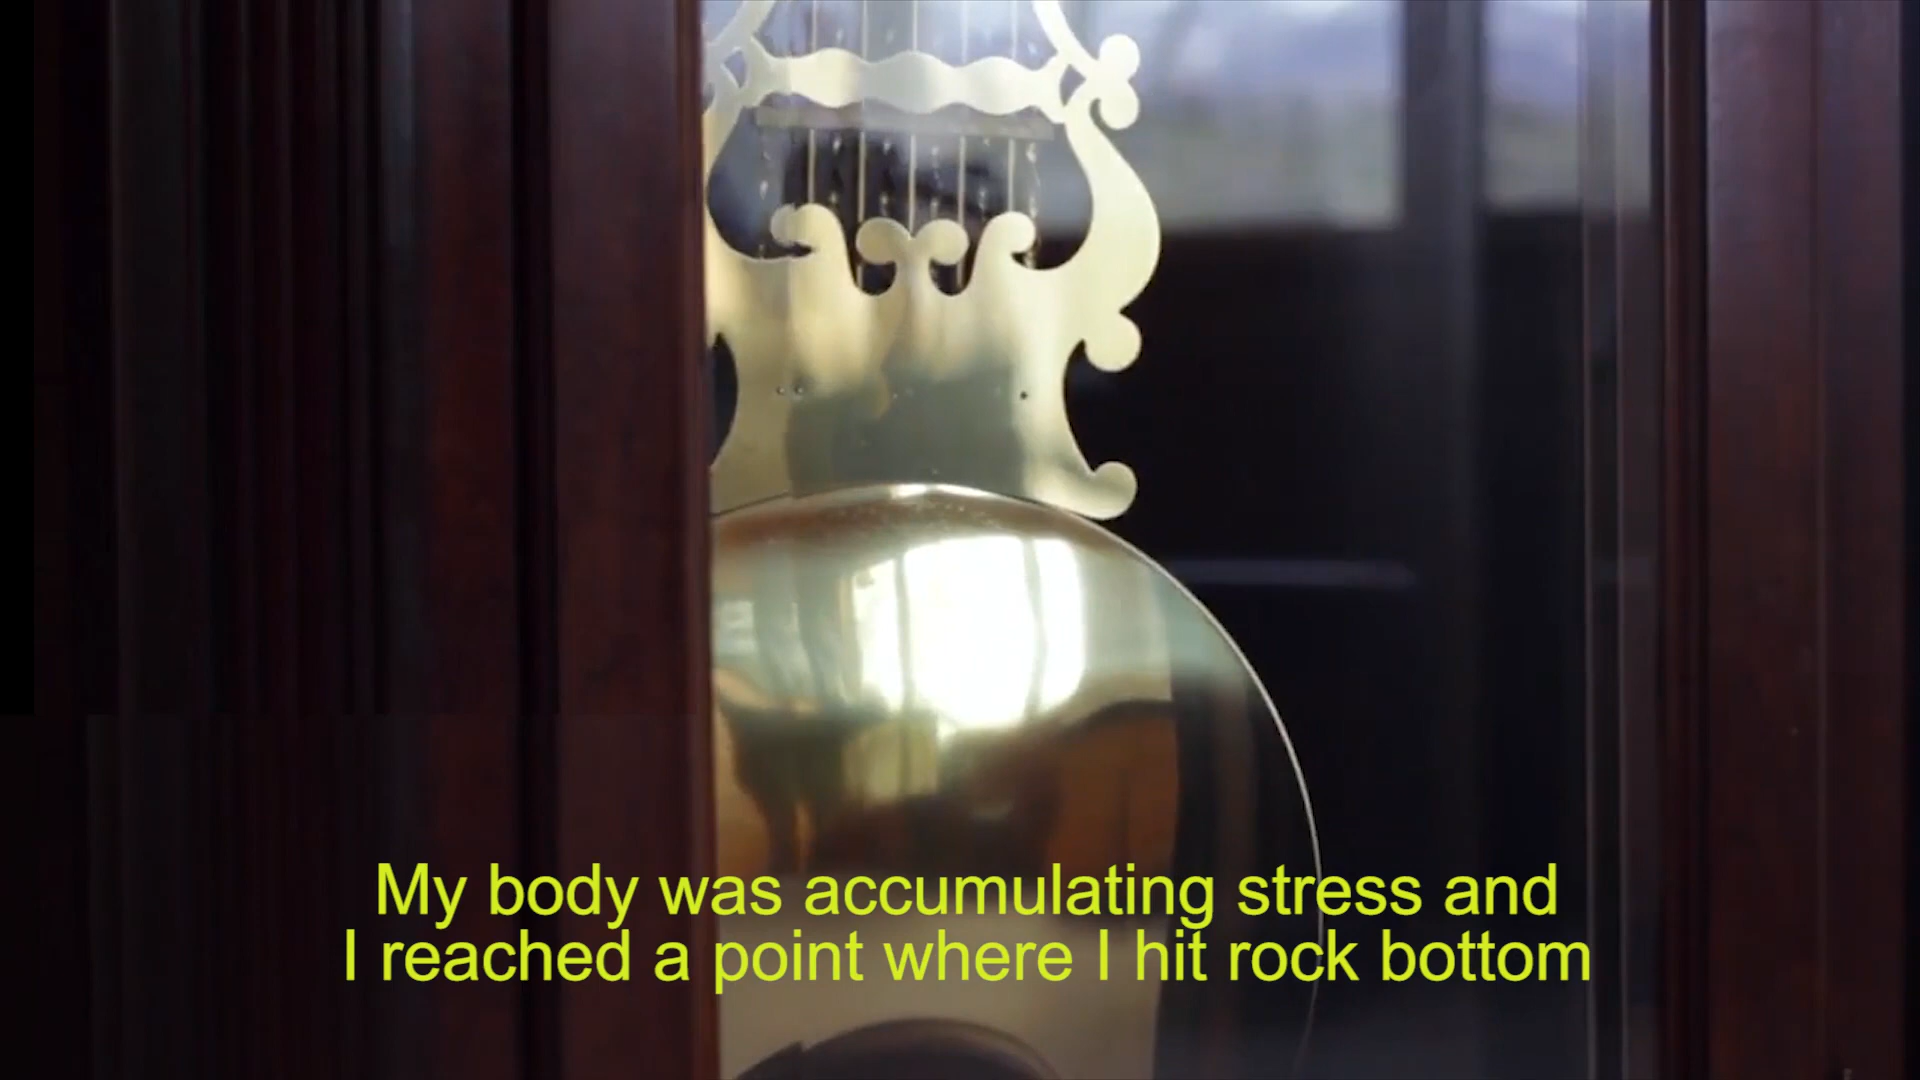 My body was accumulating stress and
I reached a point where I hit rock bottom